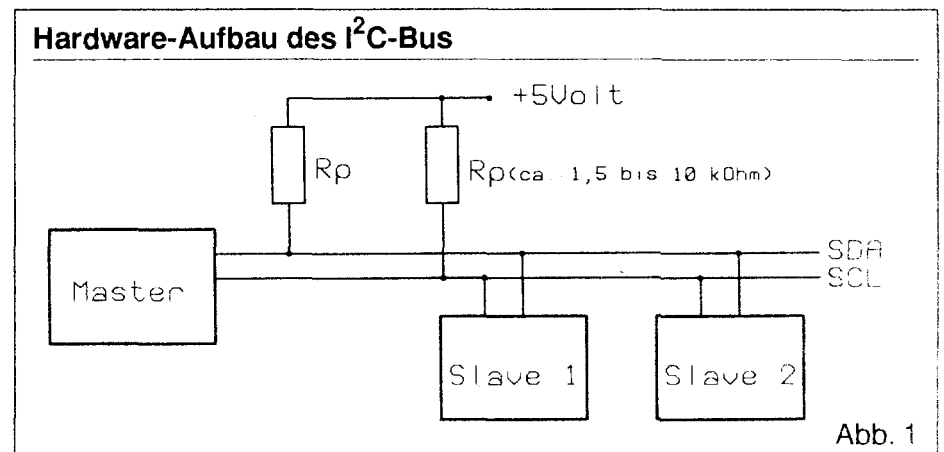 Hardware-Aufbau des I²C-Bus
+5Volt
Rp
Rp(ca. 1,5 bis 10 kOhm)
SDA
SCL
Master
Slave 1
Slave 2
Abb. 1